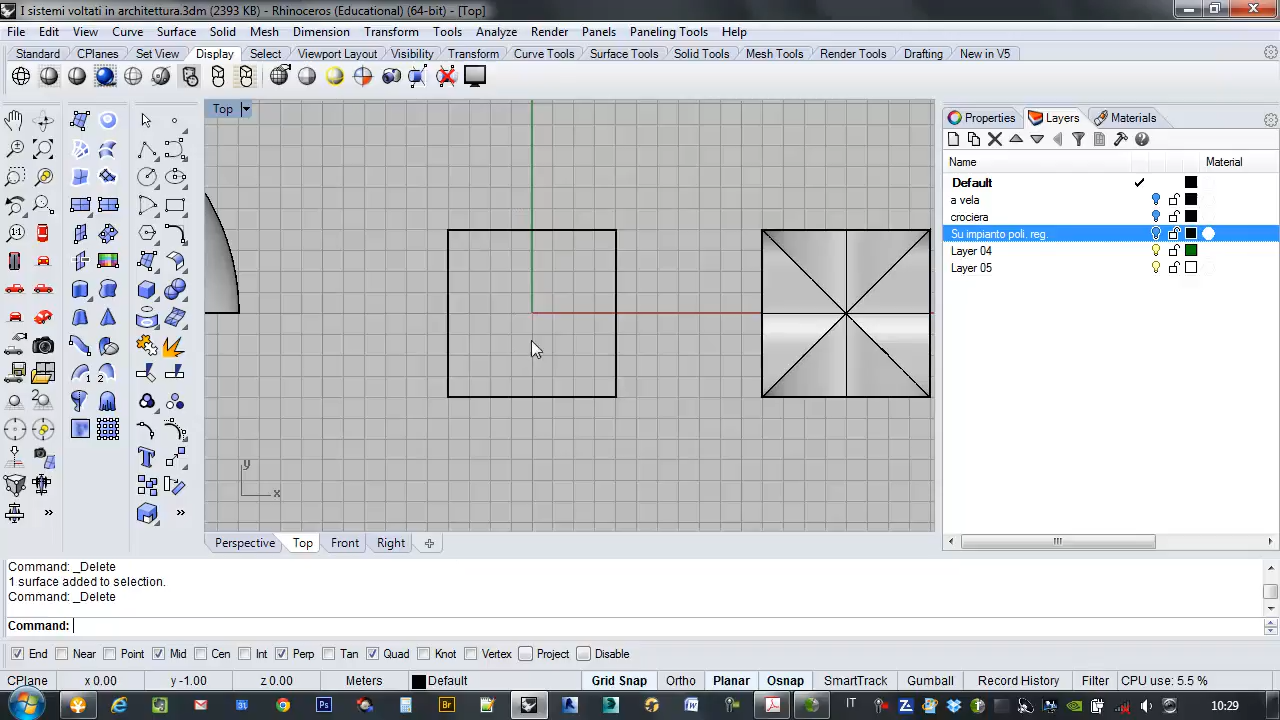 I sistemi voltati in architettura.3dm (2393 KB) - Rhinoceros (Educational) (64-bit) - [Top]
File Edit View Curve Surface Solid Mesh Dimension Transform Tools Analyze Render Panels Paneling Tools Help
Standard CPlanes Set View Display Select Viewport Layout Visibility Transform Curve Tools Surface Tools Solid Tools Mesh Tools Render Tools Drafting New in V5
Top
Properties Layers Materials
Name Material
Default
a vela
crociera
Su impianto poli. reg.
Layer 04
Layer 05
y
x
Perspective Top Front Right
Command: _Delete
1 surface added to selection.
Command: _Delete
Command:
End Near Point Mid Cen Int Perp Tan Quad Knot Vertex Project Disable
CPlane x 0.00 y -1.00 z 0.00 Meters Default Grid Snap Ortho Planar Osnap SmartTrack Gumball Record History Filter CPU use: 5.5 %
IT 10:29